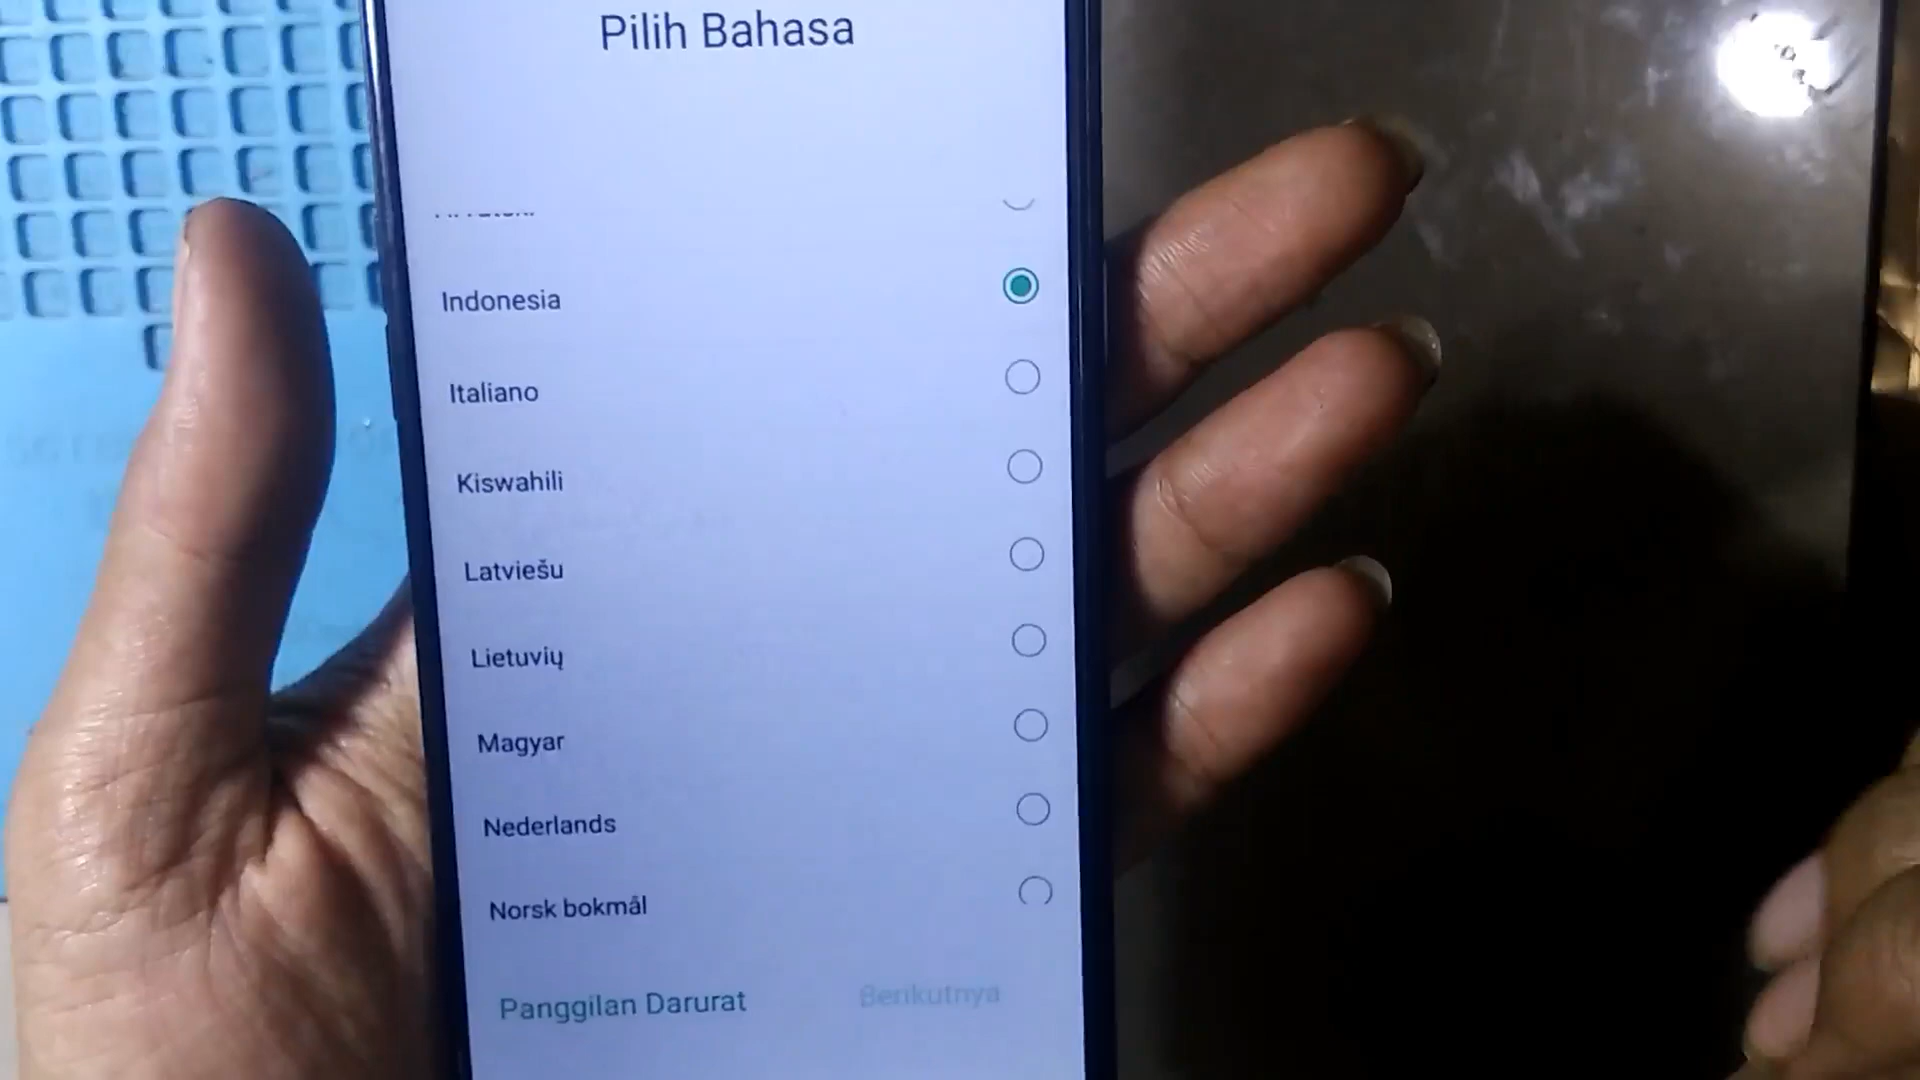 Pilih Bahasa
Indonesia
Italiano
Kiswahili
Latviešu
Lietuvių
Magyar
Nederlands
Norsk bokmål
Panggilan Darurat
Berikutnya